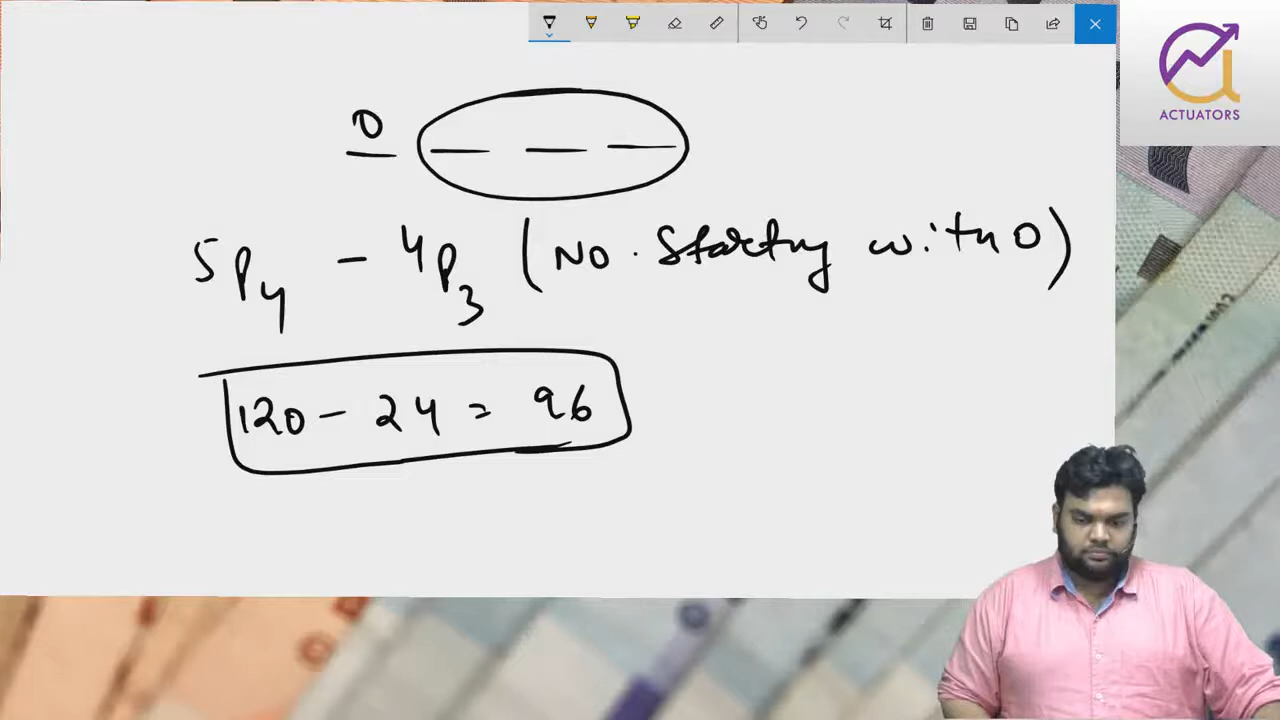 ACTUATORS
0
5P4 - 4P3 (NO. Starting with 0)
120 - 24 = 96